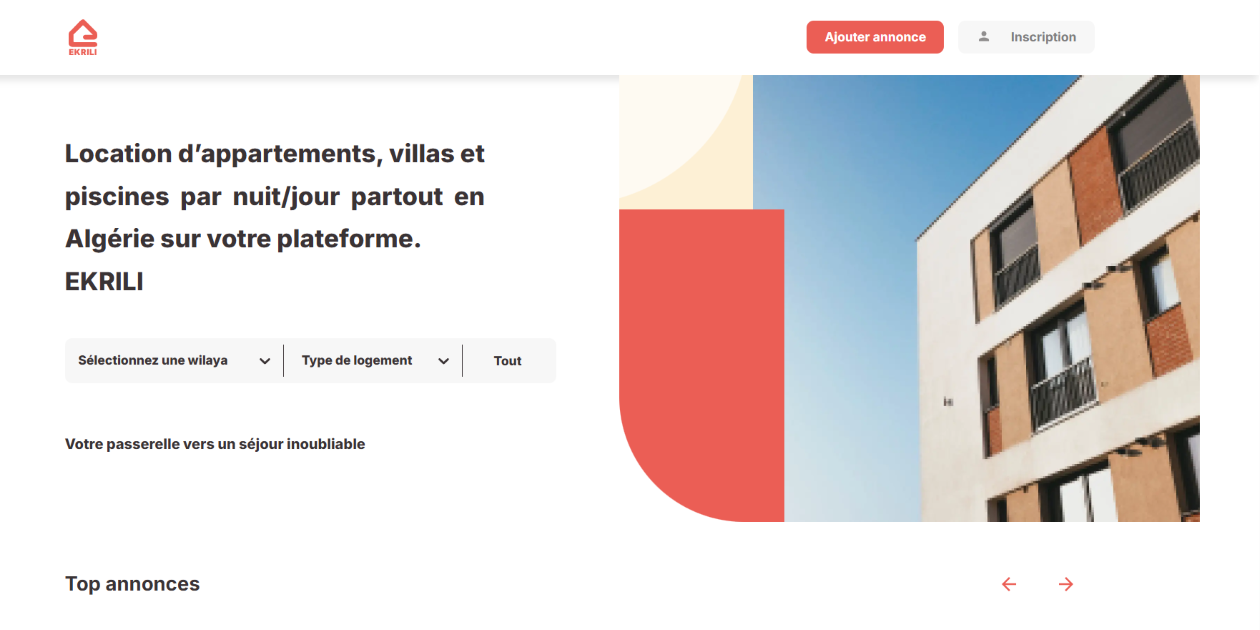 EKRILI
Ajouter annonce
Inscription
Location d’appartements, villas et
piscines par nuit/jour partout en
Algérie sur votre plateforme.
EKRILI
Sélectionnez une wilaya
Type de logement
Tout
Votre passerelle vers un séjour inoubliable
Top annonces